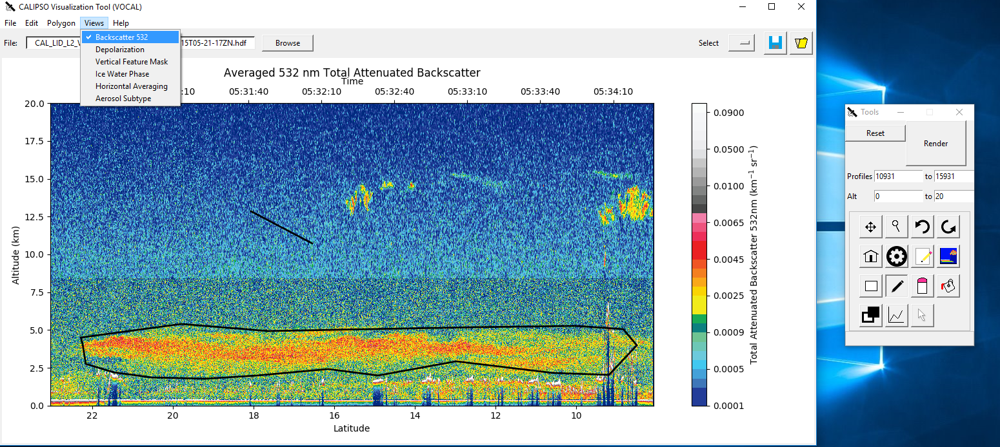 CALIPSO Visualization Tool (VOCAL)
File Edit Polygon Views Help
Backscatter 532
Depolarization
Vertical Feature Mask
Ice Water Phase
Horizontal Averaging
Aerosol Subtype
File: CAL_LID_L2_V 15T05-21-17ZN.hdf Browse Select
Averaged 532 nm Total Attenuated Backscatter
Time
:10 05:31:40 05:32:10 05:32:40 05:33:10 05:33:40 05:34:10
20.0
17.5
15.0
12.5
10.0
7.5
5.0
2.5
0.0
Altitude (km)
22 20 18 16 14 12 10
Latitude
0.0900
0.0500
0.0100
0.0065
0.0045
0.0025
0.0009
0.0005
0.0001
Total Attenuated Backscatter 532nm (km⁻¹ sr⁻¹)
Tools
Reset Render
Profiles 10931 to 15931
Alt 0 to 20